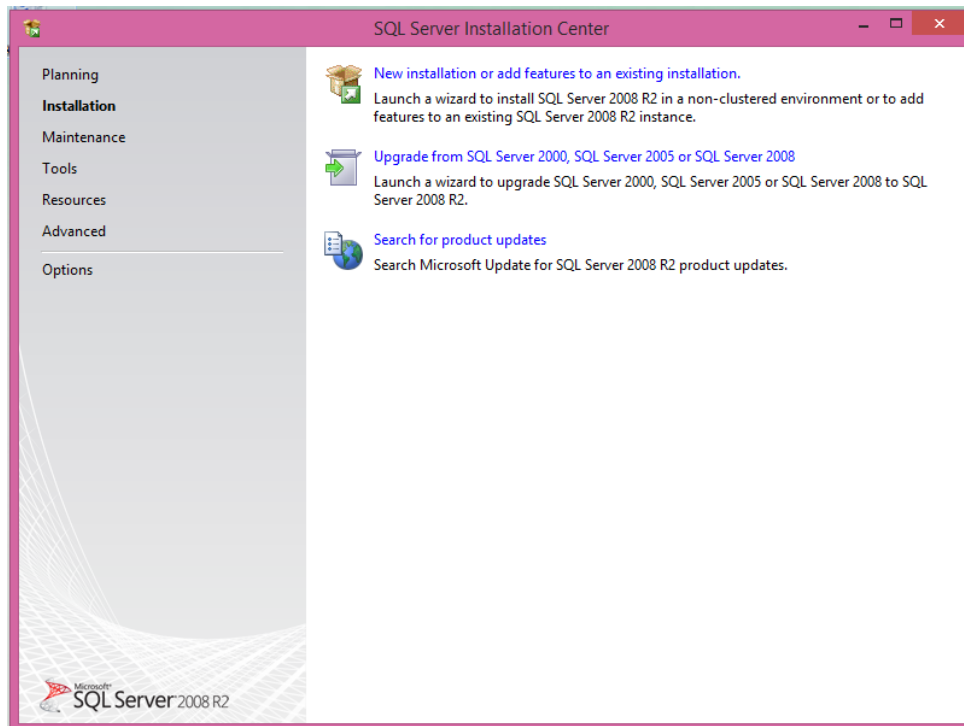 SQL Server Installation Center
Planning
Installation
Maintenance
Tools
Resources
Advanced
Options
New installation or add features to an existing installation.
Launch a wizard to install SQL Server 2008 R2 in a non-clustered environment or to add
features to an existing SQL Server 2008 R2 instance.
Upgrade from SQL Server 2000, SQL Server 2005 or SQL Server 2008
Launch a wizard to upgrade SQL Server 2000, SQL Server 2005 or SQL Server 2008 to SQL
Server 2008 R2.
Search for product updates
Search Microsoft Update for SQL Server 2008 R2 product updates.
Microsoft®
SQL Server 2008 R2